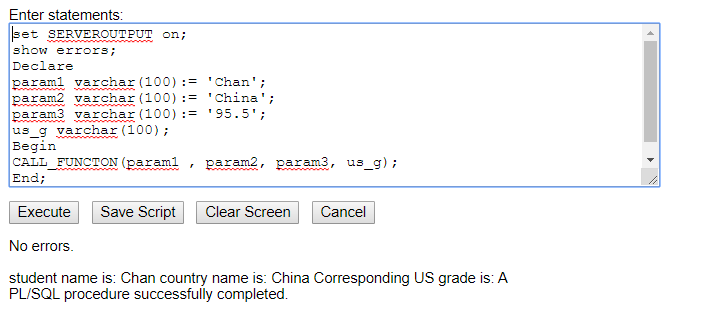 Enter statements:
set SERVEROUTPUT on;
show errors;
Declare
param1 varchar(100):= 'Chan';
param2 varchar(100):= 'China';
param3 varchar(100):= '95.5';
us_g varchar(100);
Begin
CALL_FUNCTON(param1 , param2, param3, us_g);
End;
Execute Save Script Clear Screen Cancel
No errors.
student name is: Chan country name is: China Corresponding US grade is: A
PL/SQL procedure successfully completed.